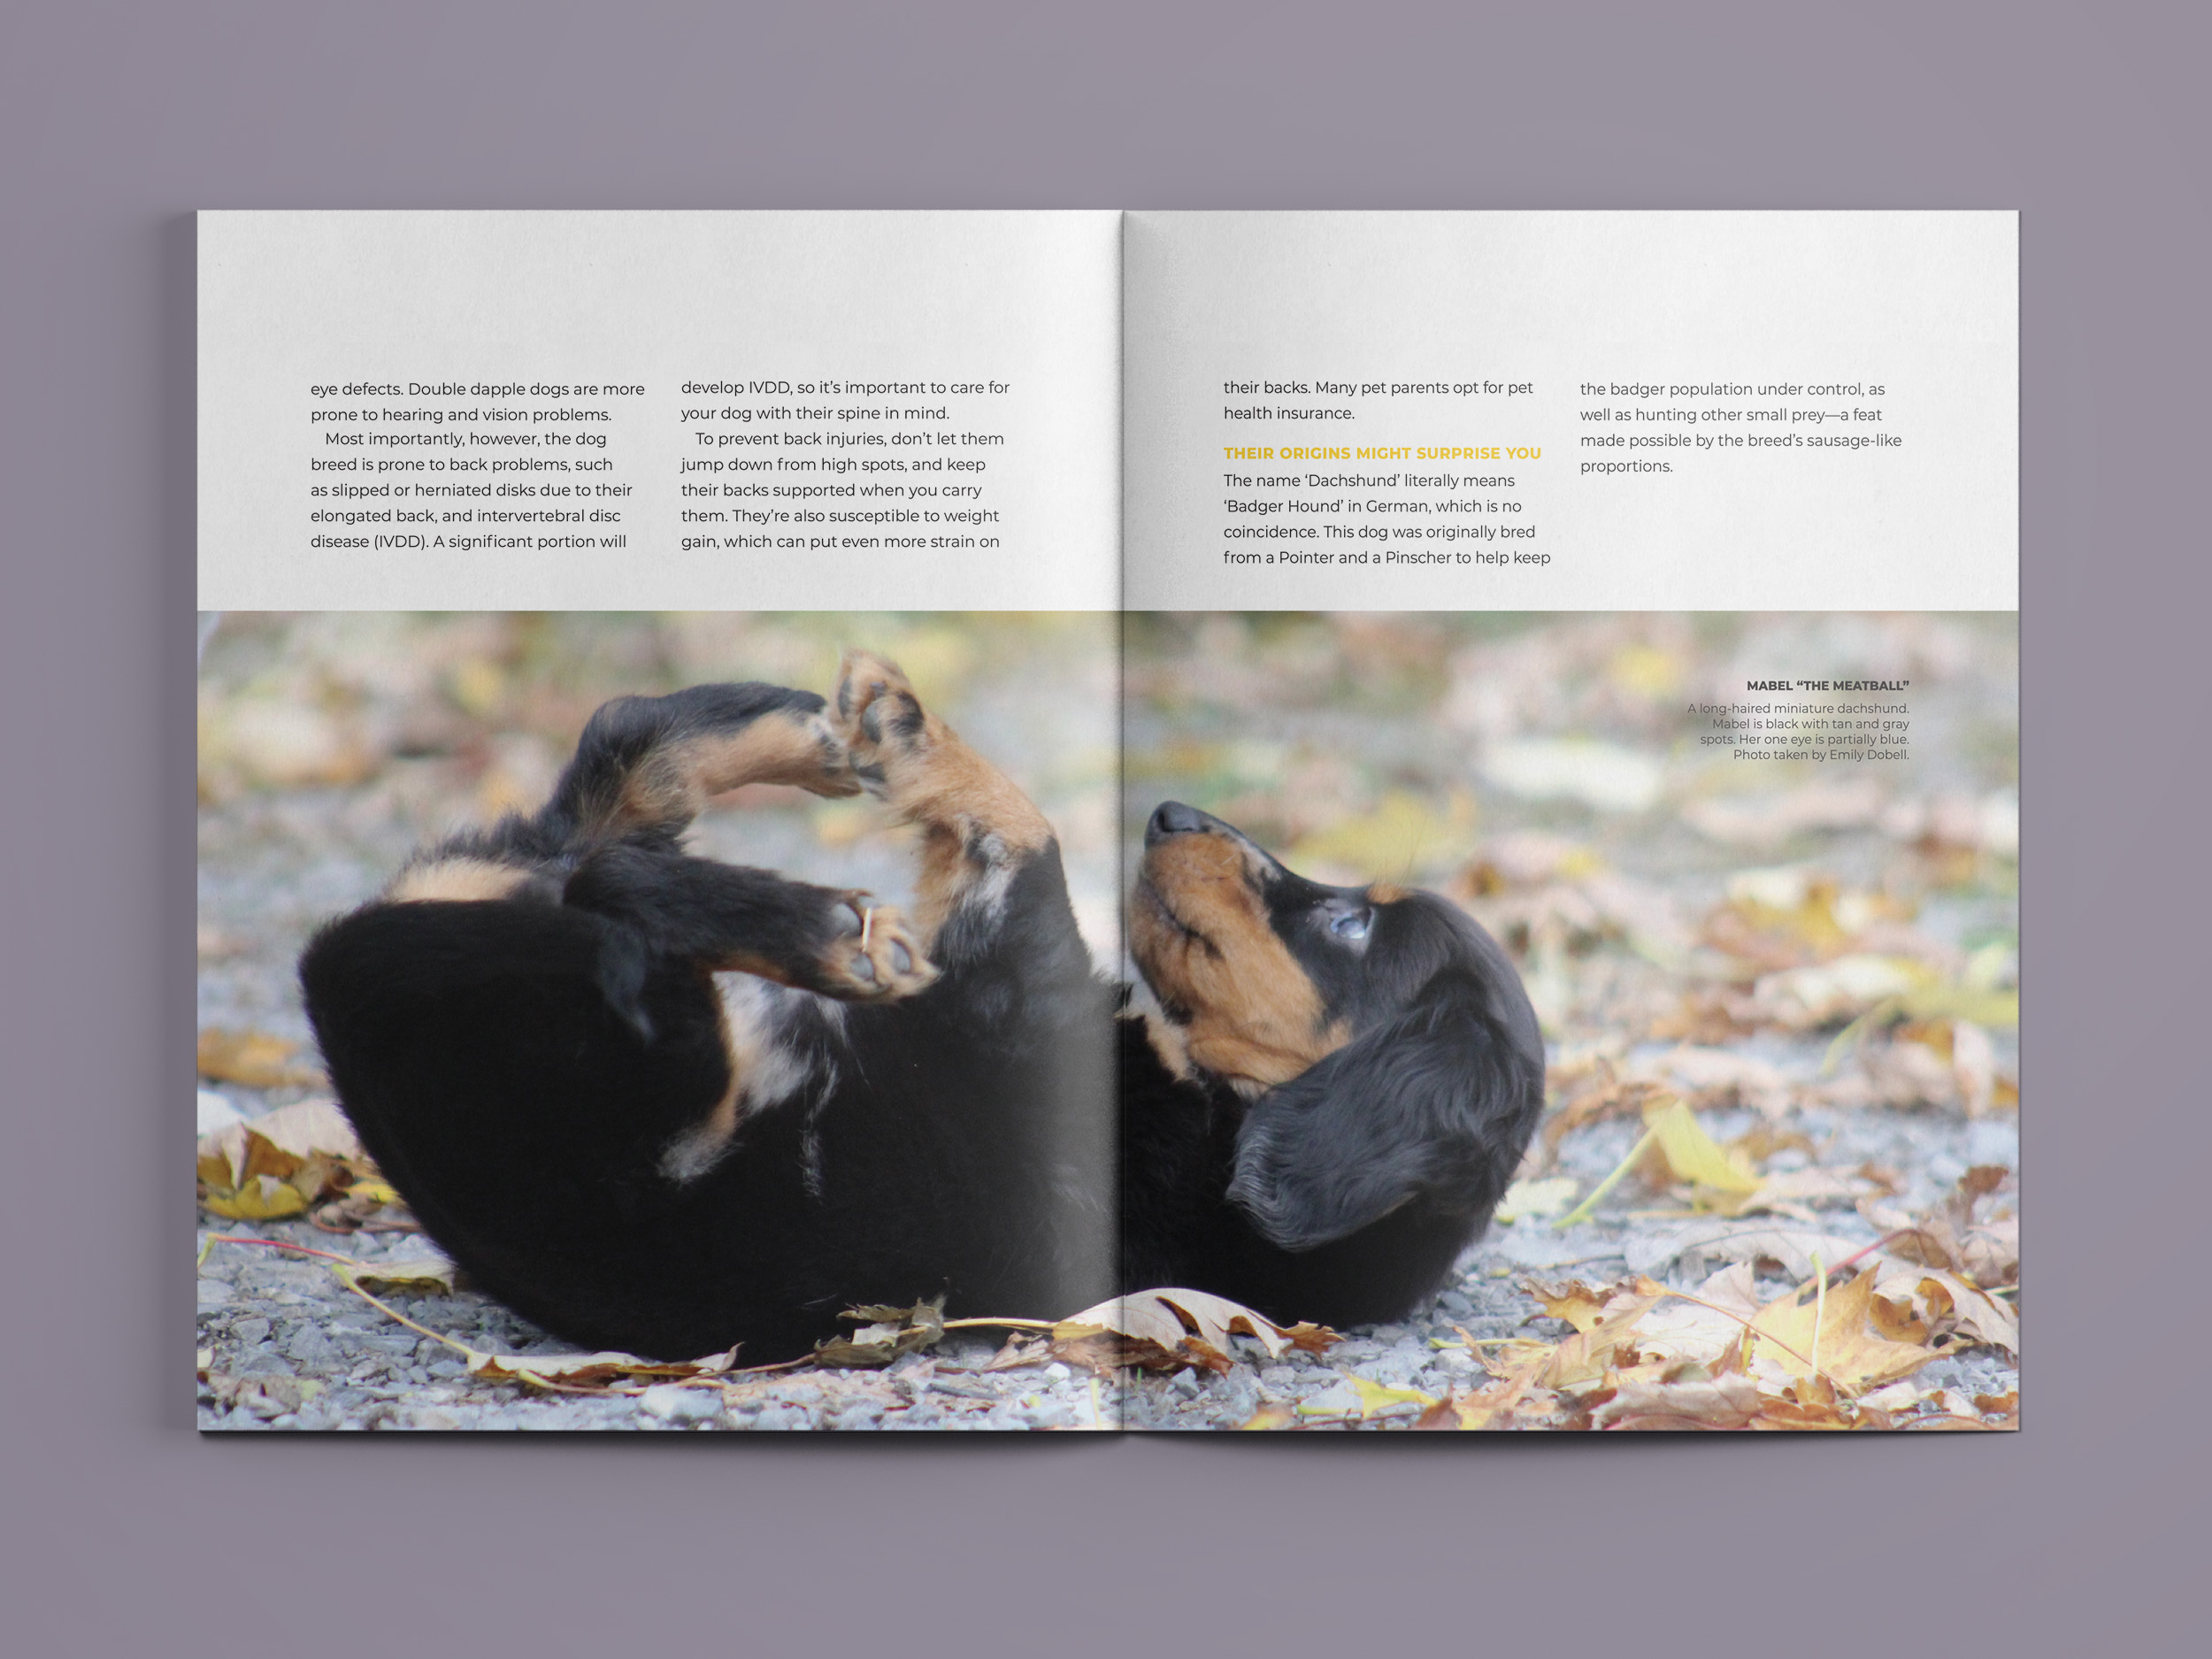 eye defects. Double dapple dogs are more
prone to hearing and vision problems.
Most importantly, however, the dog
breed is prone to back problems, such
as slipped or herniated disks due to their
elongated back, and intervertebral disc
disease (IVDD). A significant portion will
develop IVDD, so it’s important to care for
your dog with their spine in mind.
To prevent back injuries, don’t let them
jump down from high spots, and keep
their backs supported when you carry
them. They’re also susceptible to weight
gain, which can put even more strain on
their backs. Many pet parents opt for pet
health insurance.
THEIR ORIGINS MIGHT SURPRISE YOU
The name ‘Dachshund’ literally means
‘Badger Hound’ in German, which is no
coincidence. This dog was originally bred
from a Pointer and a Pinscher to help keep
the badger population under control, as
well as hunting other small prey—a feat
made possible by the breed’s sausage-like
proportions.
MABEL “THE MEATBALL”
A long-haired miniature dachshund.
Mabel is black with tan and gray
spots. Her one eye is partially blue.
Photo taken by Emily Dobell.